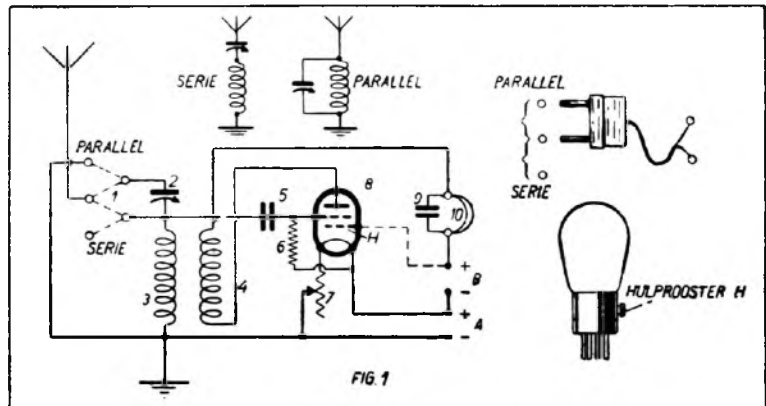 SERIE
PARALLEL
PARALLEL
SERIE
PARALLEL
1
2
SERIE
3
4
5
6
7
8
H
9
10
+
B
-
+
A
-
HULPROOSTER H
FIG. 1